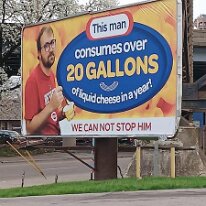 This man
consumes over
20 GALLONS
of liquid cheese in a year!
WE CAN NOT STOP HIM